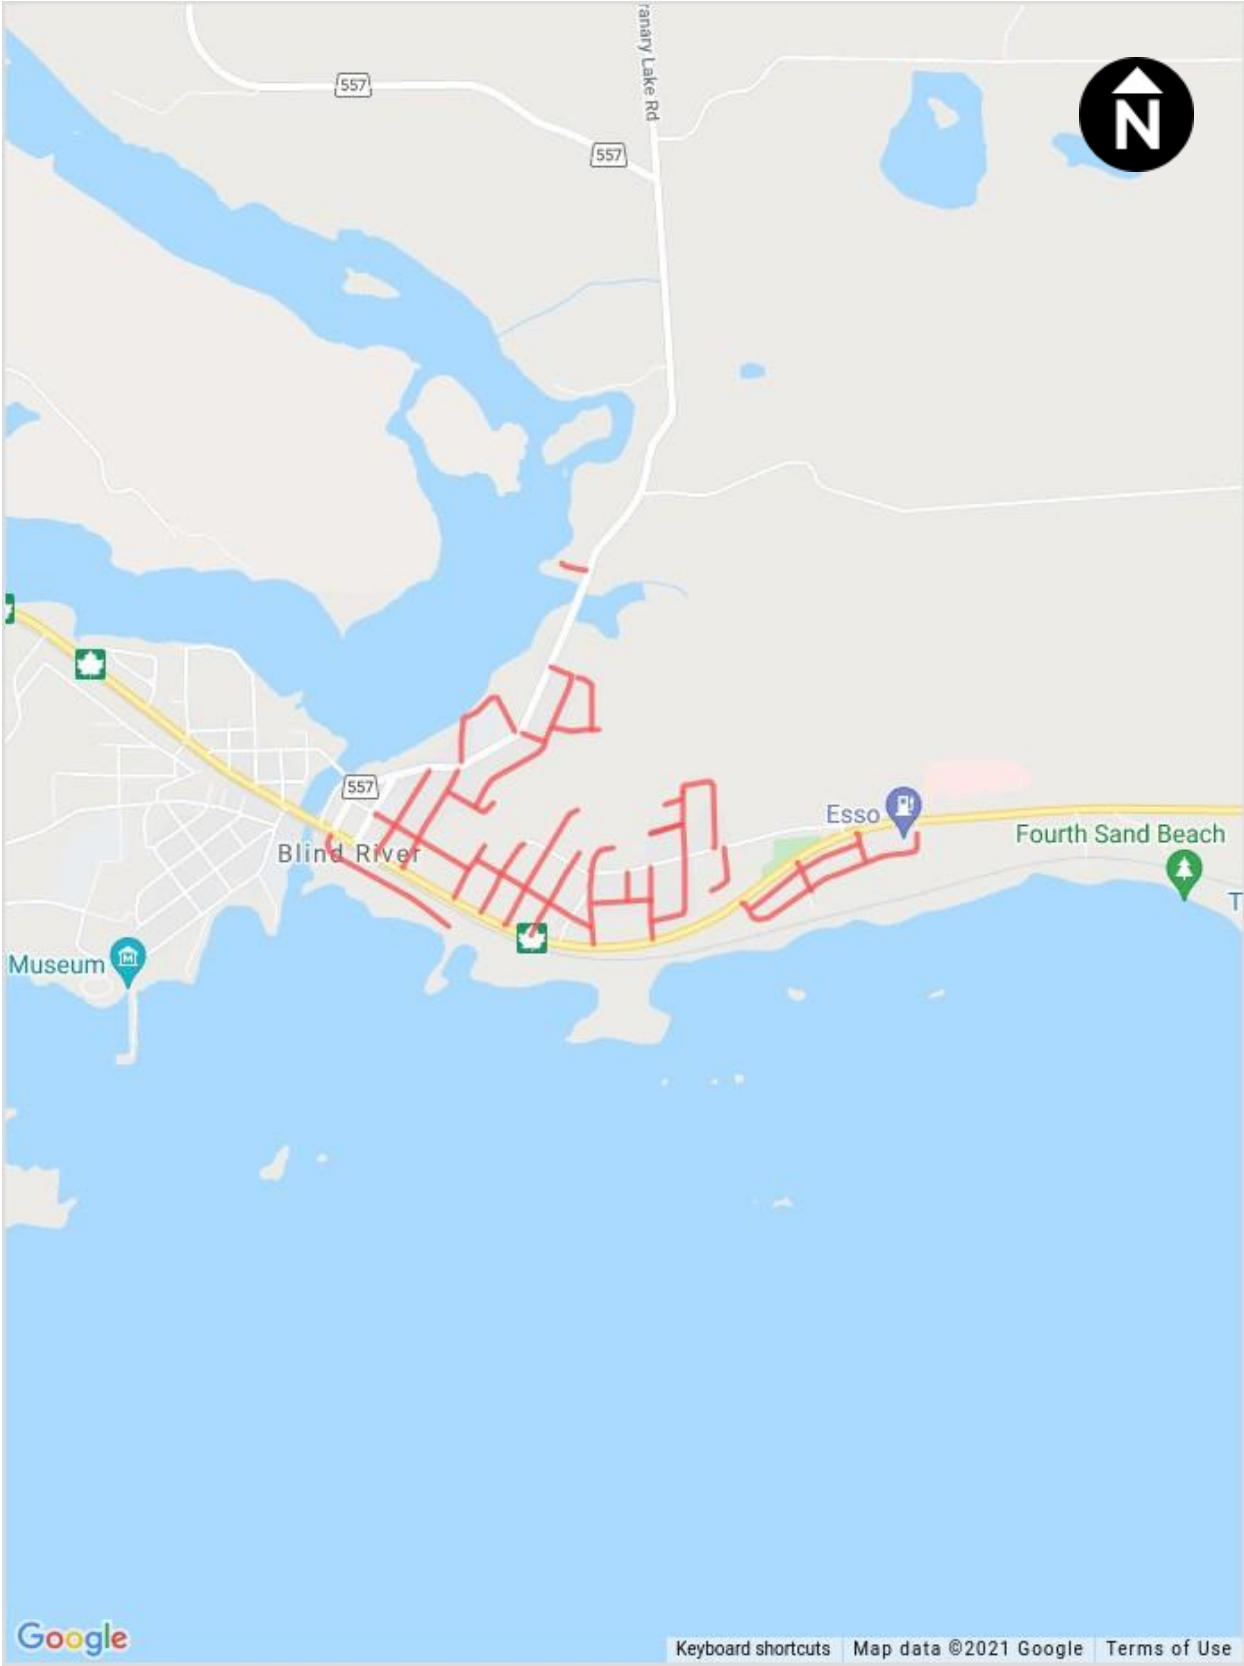 ranary Lake Rd
557
N
557
557
Esso
Fourth Sand Beach
Blind River
T
Museum
Google
Keyboard shortcuts
Map data ©2021 Google
Terms of Use